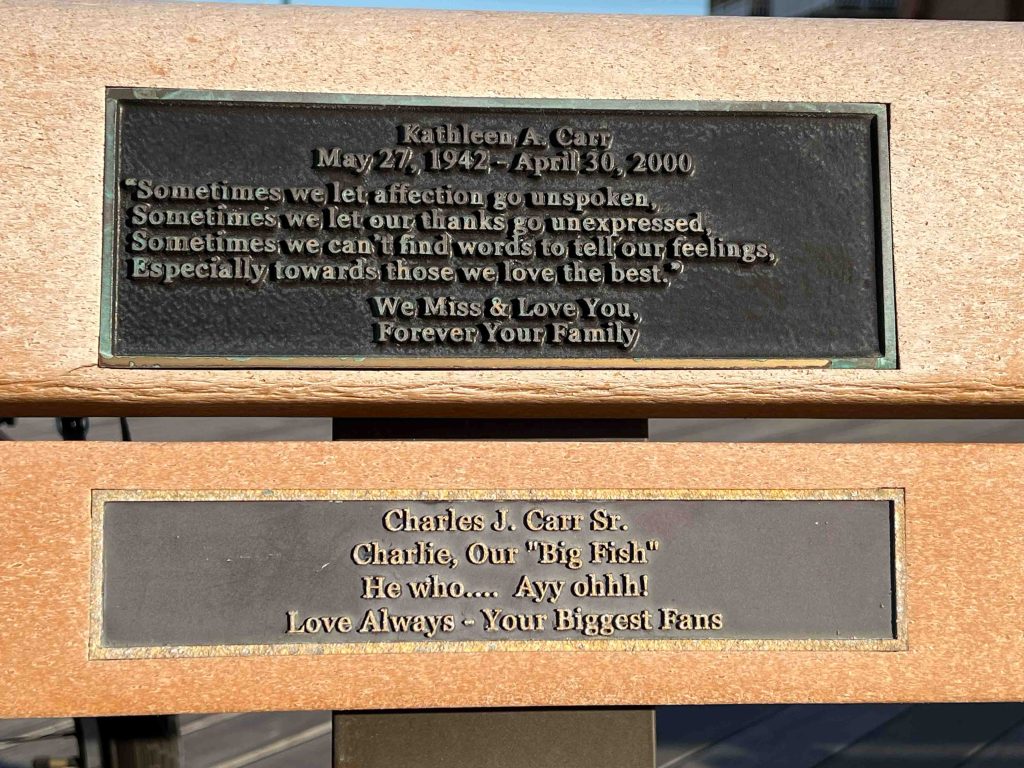 Kathleen A. Carr
May 27, 1942 - April 30, 2000
"Sometimes we let affection go unspoken,
Sometimes we let our thanks go unexpressed,
Sometimes we can't find words to tell our feelings,
Especially towards those we love the best."
We Miss & Love You,
Forever Your Family
Charles J. Carr Sr.
Charlie, Our "Big Fish"
He who.... Ayy ohhh!
Love Always - Your Biggest Fans